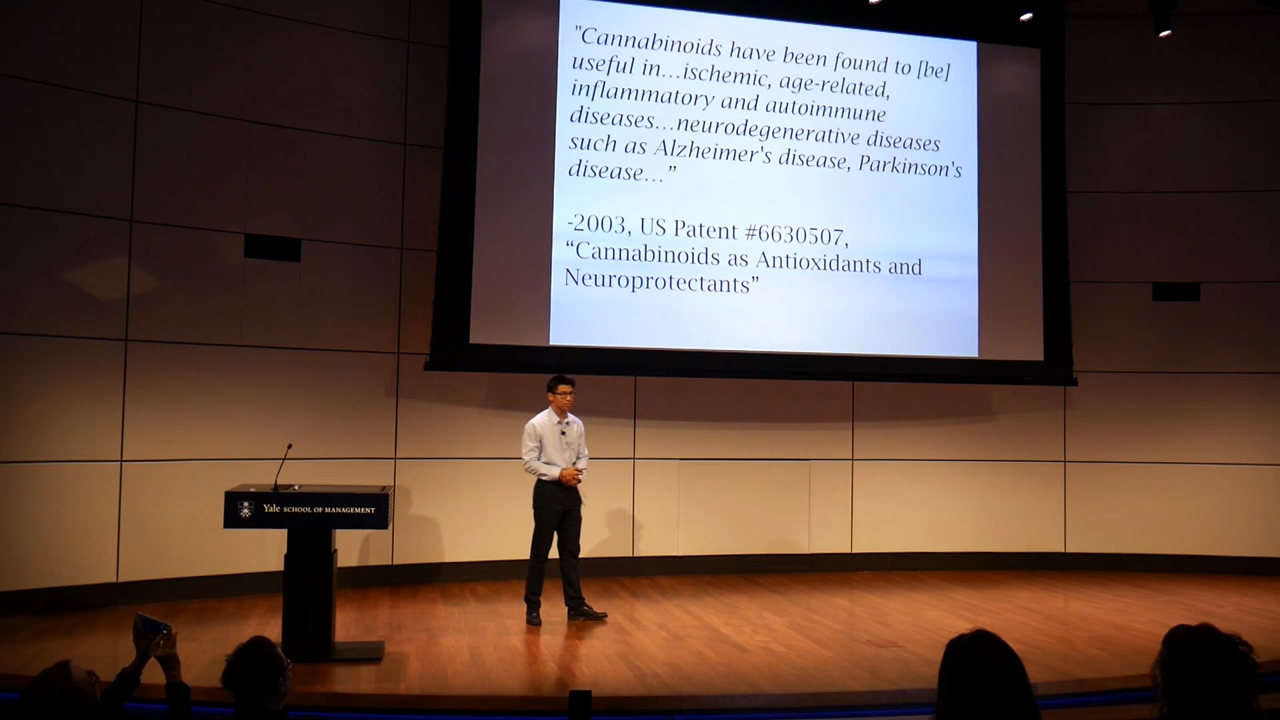 "Cannabinoids have been found to [be]
useful in...ischemic, age-related,
inflammatory and autoimmune
diseases...neurodegenerative diseases
such as Alzheimer's disease, Parkinson's
disease..."
-2003, US Patent #6630507,
“Cannabinoids as Antioxidants and
Neuroprotectants”
Yale SCHOOL OF MANAGEMENT